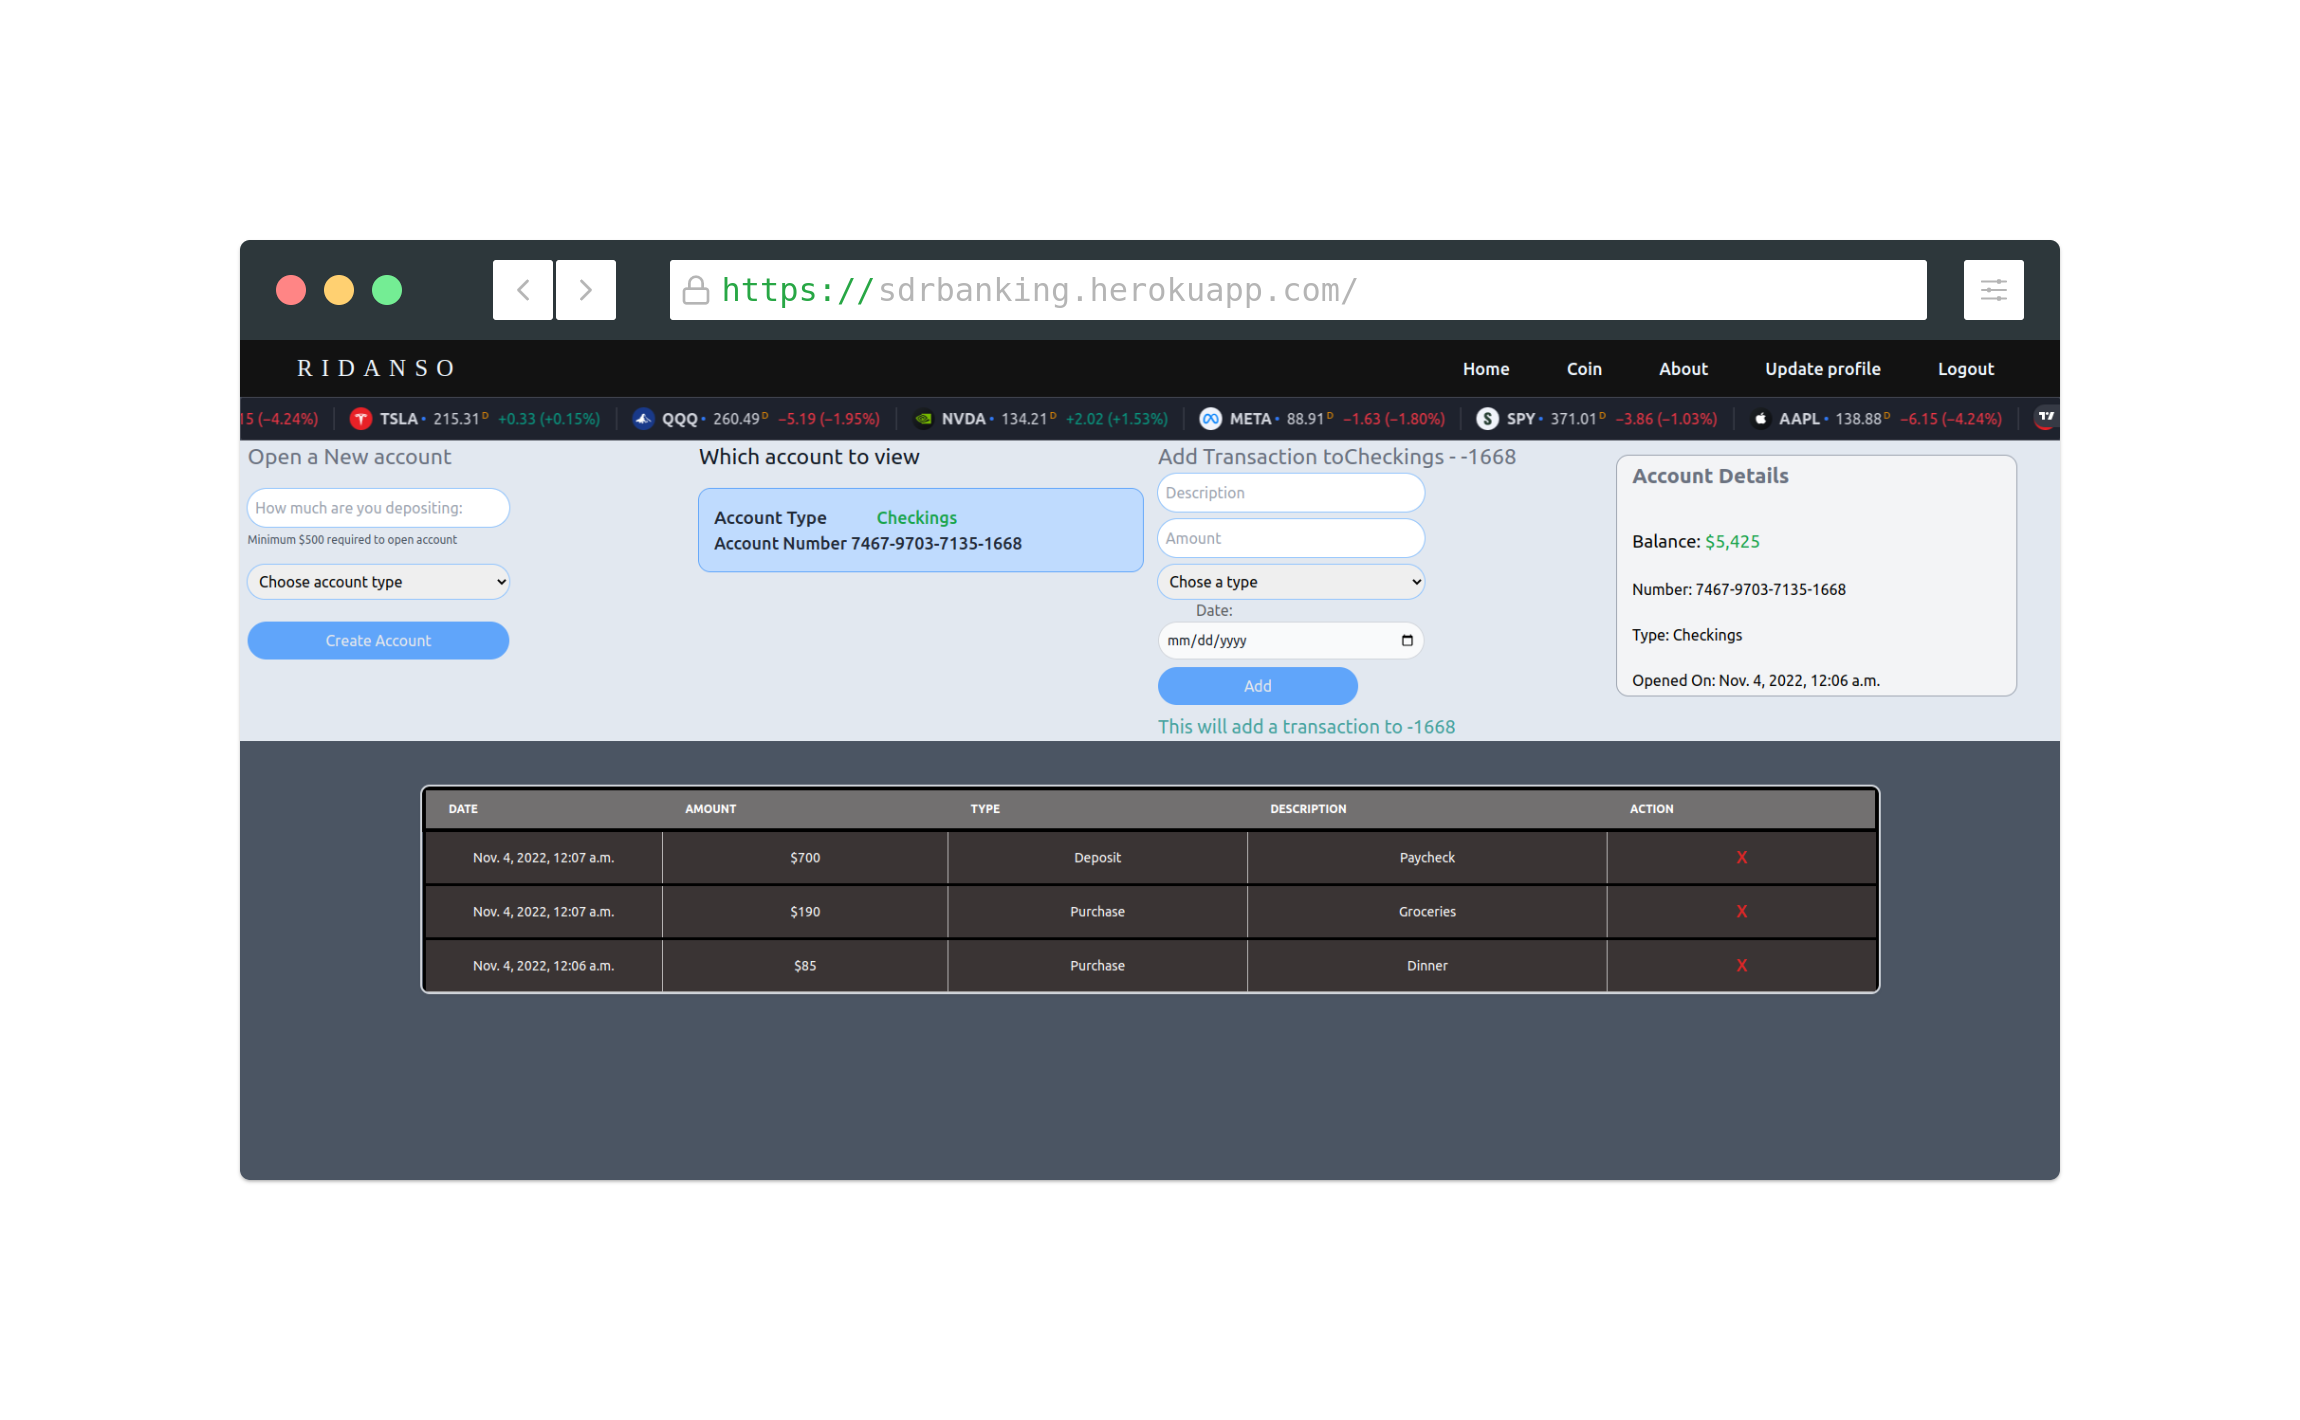 https://sdrbanking.herokuapp.com/
RIDANSO
Home Coin About Update profile Logout
15 (−4.24%) TSLA 215.31 D +0.33 (+0.15%) QQQ 260.49 D −5.19 (−1.95%) NVDA 134.21 D +2.02 (+1.53%) META 88.91 D −1.63 (−1.80%) SPY 371.01 D −3.86 (−1.03%) AAPL 138.88 D −6.15 (−4.24%)
Open a New account
How much are you depositing:
Minimum $500 required to open account
Choose account type
Create Account
Which account to view
Account Type Checkings
Account Number 7467-9703-7135-1668
Add Transaction toCheckings - -1668
Description
Amount
Chose a type
Date:
mm/dd/yyyy
Add
This will add a transaction to -1668
Account Details
Balance: $5,425
Number: 7467-9703-7135-1668
Type: Checkings
Opened On: Nov. 4, 2022, 12:06 a.m.
DATE AMOUNT TYPE DESCRIPTION ACTION
Nov. 4, 2022, 12:07 a.m. $700 Deposit Paycheck X
Nov. 4, 2022, 12:07 a.m. $190 Purchase Groceries X
Nov. 4, 2022, 12:06 a.m. $85 Purchase Dinner X